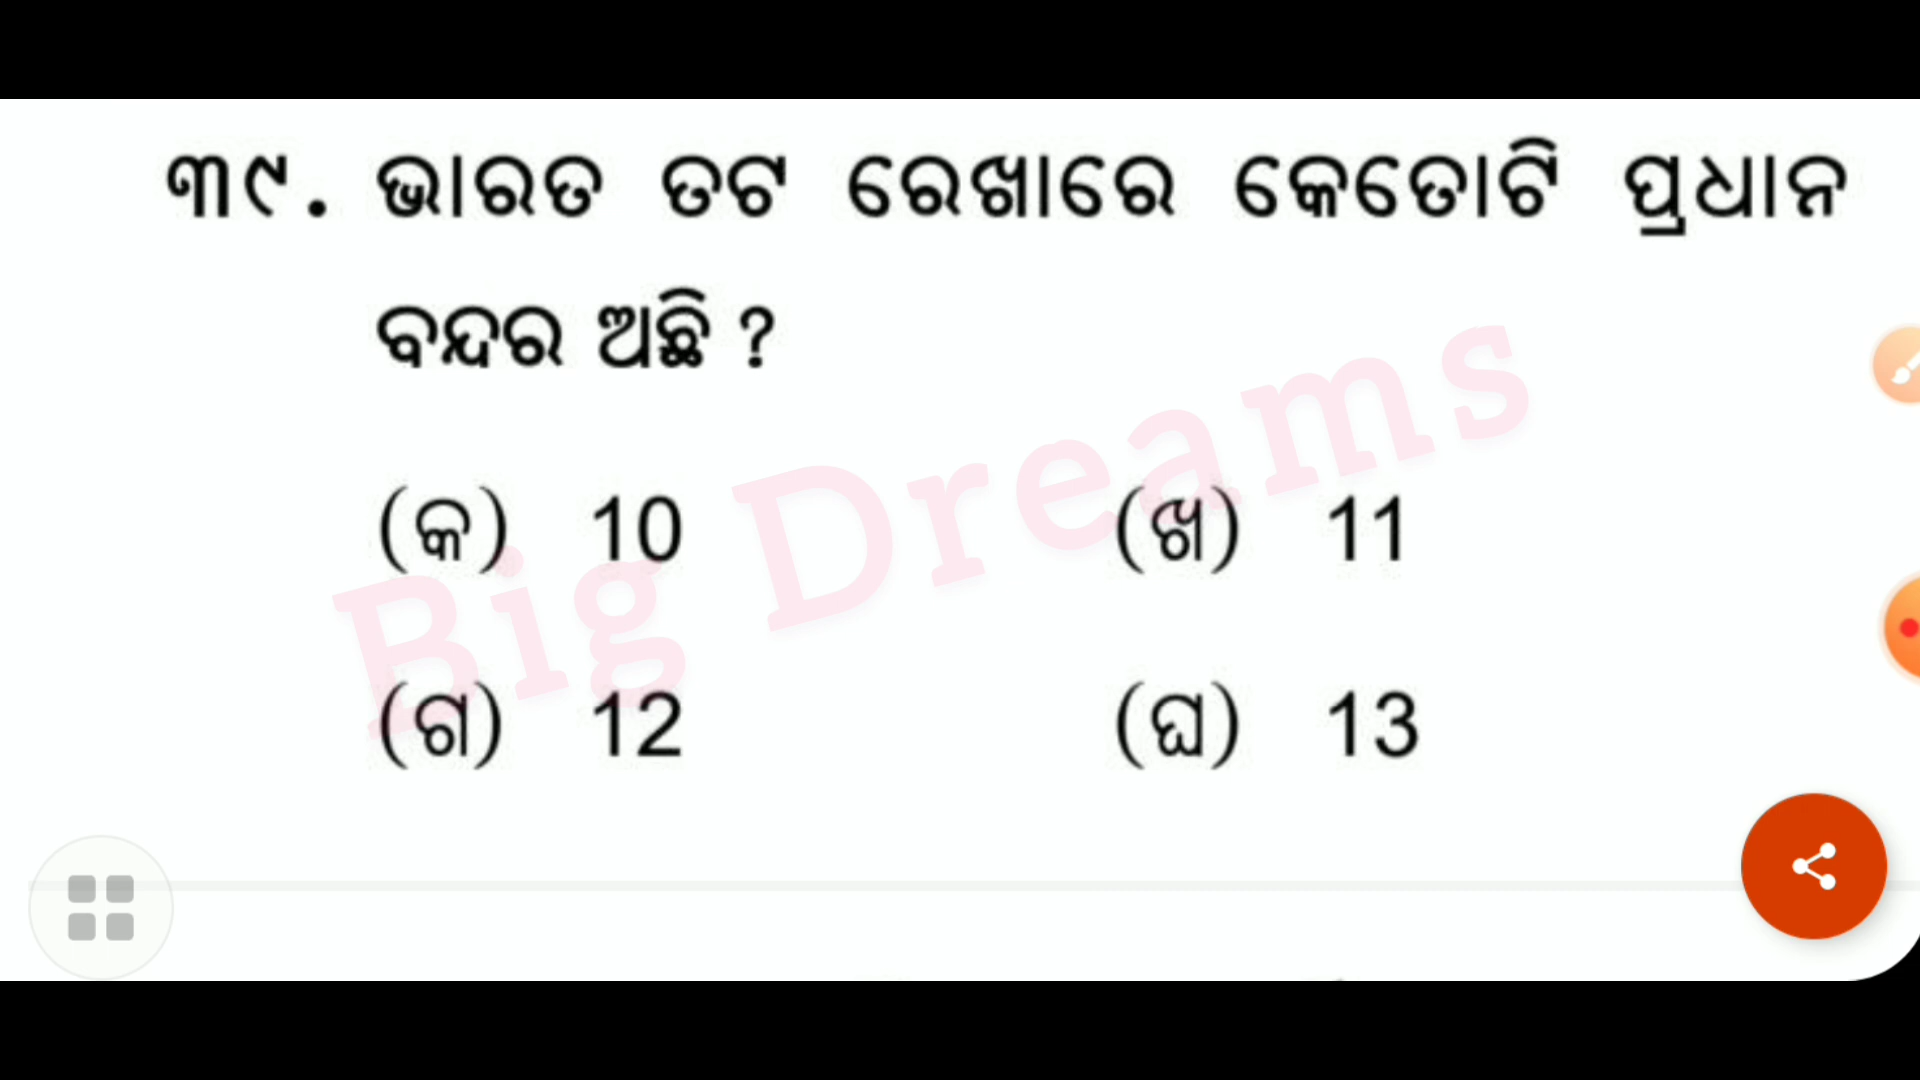 ୩୯. ଭାରତ ତଟ ରେଖାରେ କେତୋଟି ପ୍ରଧାନ
ବନ୍ଦର ଅଛି ?
(କ) 10 (ଖ) 11
(ଗ) 12 (ଘ) 13
Big Dreams